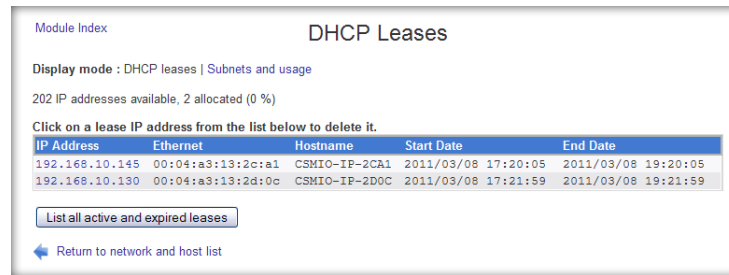 Module Index
DHCP Leases
Display mode : DHCP leases | Subnets and usage
202 IP addresses available, 2 allocated (0 %)
Click on a lease IP address from the list below to delete it.
IP Address Ethernet Hostname Start Date End Date
192.168.10.145 00:04:a3:13:2c:a1 CSMIO-IP-2CA1 2011/03/08 17:20:05 2011/03/08 19:20:05
192.168.10.130 00:04:a3:13:2d:0c CSMIO-IP-2D0C 2011/03/08 17:21:59 2011/03/08 19:21:59
List all active and expired leases
Return to network and host list